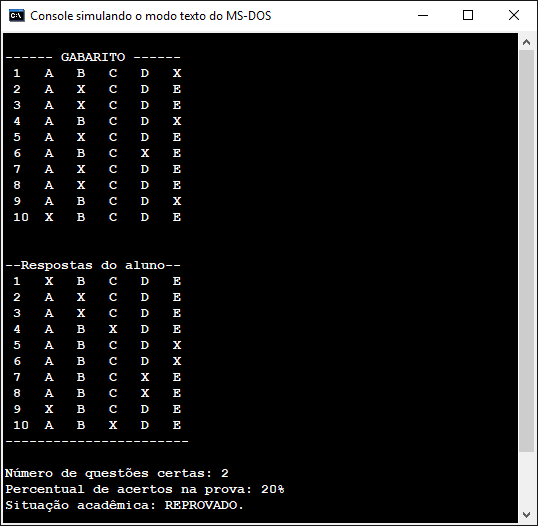 Console simulando o modo texto do MS-DOS
------ GABARITO ------
1 A B C D X
2 A X C D E
3 A X C D E
4 A B C D X
5 A X C D E
6 A B C X E
7 A X C D E
8 A X C D E
9 A B C D X
10 X B C D E
--Respostas do aluno--
1 X B C D E
2 A X C D E
3 A X C D E
4 A B X D E
5 A B C D X
6 A B C D X
7 A B C X E
8 A B C X E
9 X B C D E
10 A B X D E
-----------------------
Número de questões certas: 2
Percentual de acertos na prova: 20%
Situação acadêmica: REPROVADO.